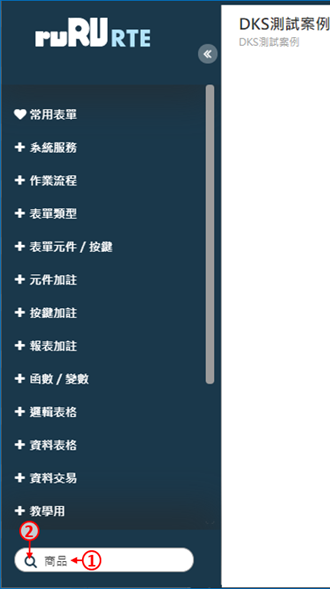 ruRU RTE
DKS測試案例
DKS測試案例
常用表單
系統服務
作業流程
表單類型
表單元件 / 按鍵
元件加註
按鍵加註
報表加註
函數 / 變數
邏輯表格
資料表格
資料交易
教學用
2
商品 1